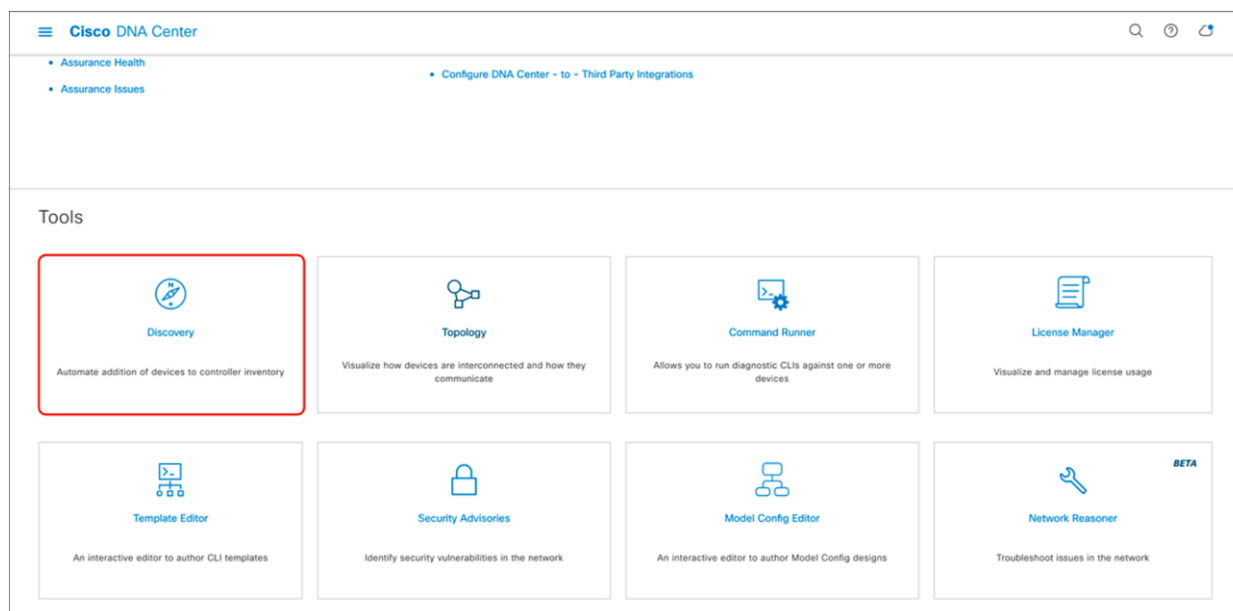 Cisco DNA Center
• Assurance Health
• Configure DNA Center - to - Third Party Integrations
• Assurance Issues
Tools
Discovery
Automate addition of devices to controller inventory
Topology
Visualize how devices are interconnected and how they
communicate
Command Runner
Allows you to run diagnostic CLIs against one or more
devices
License Manager
Visualize and manage license usage
Template Editor
An interactive editor to author CLI templates
Security Advisories
Identify security vulnerabilities in the network
Model Config Editor
An interactive editor to author Model Config designs
BETA
Network Reasoner
Troubleshoot issues in the network